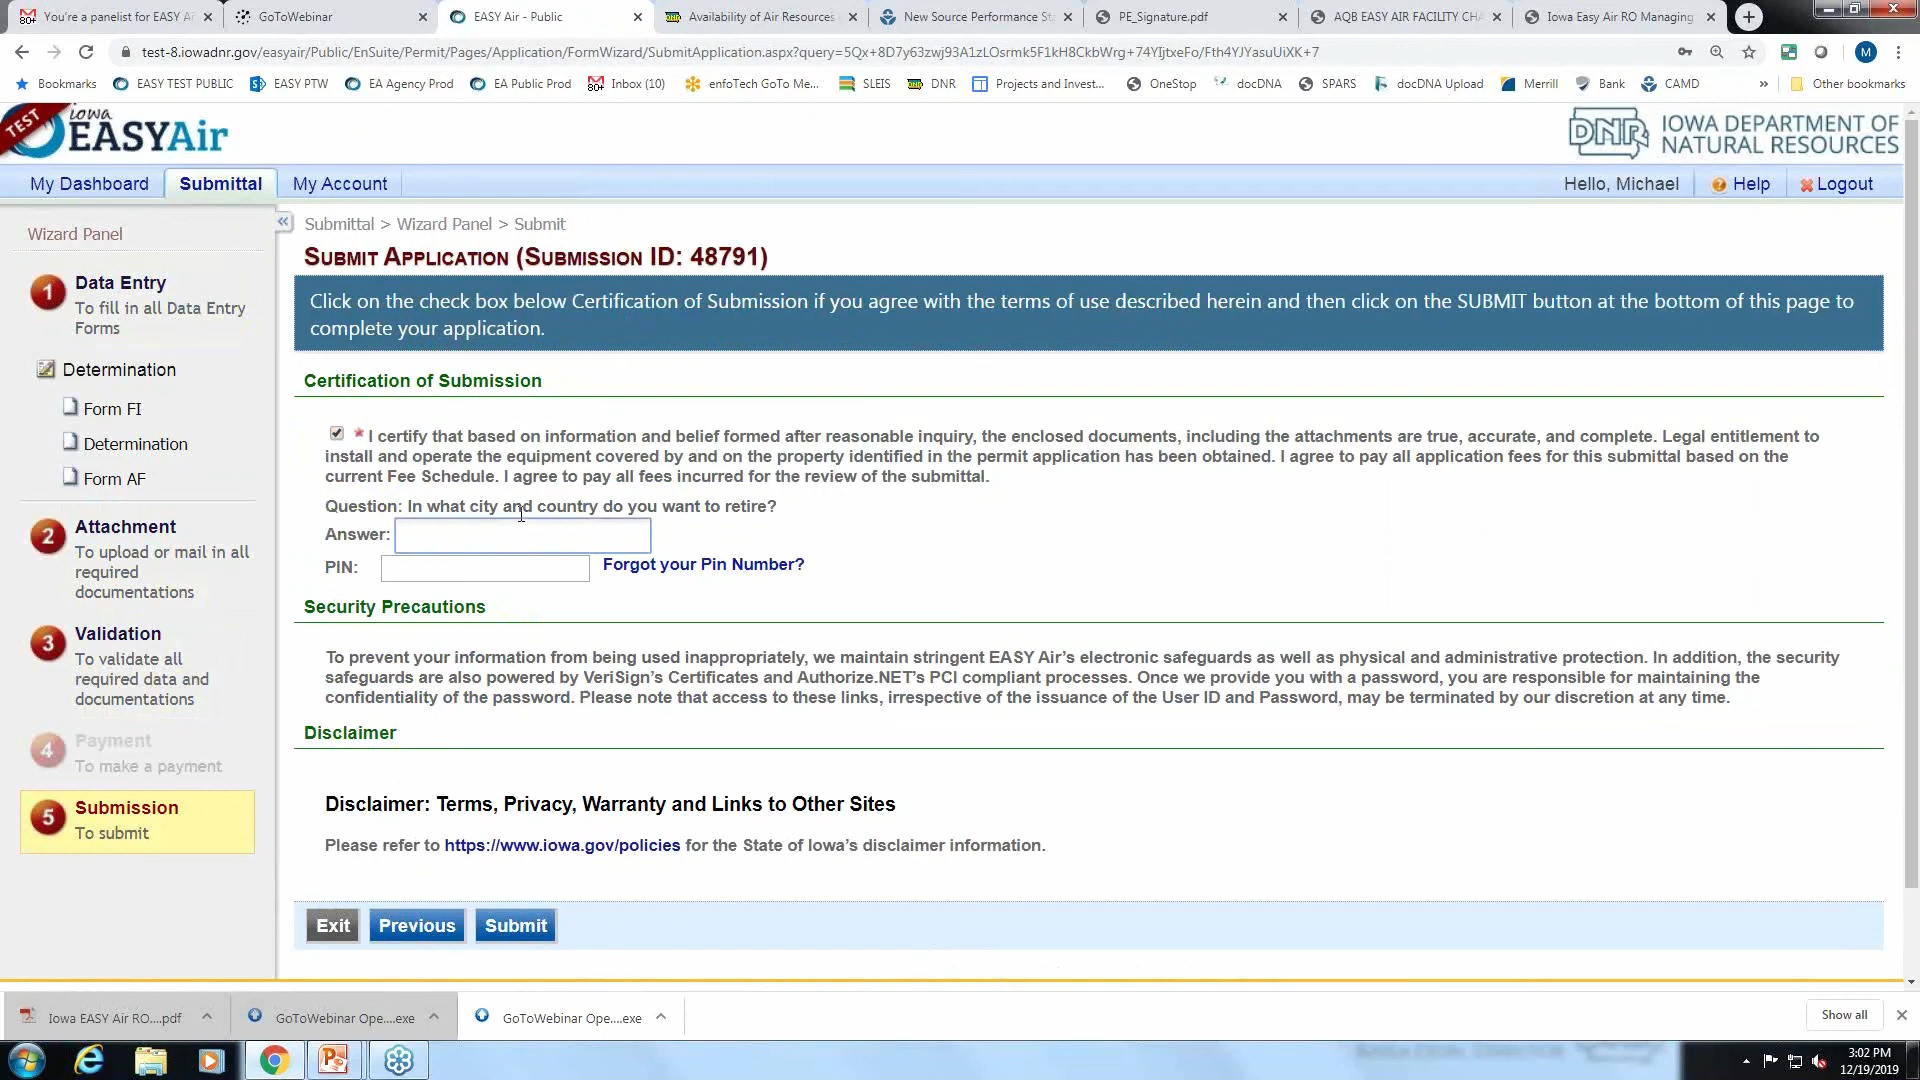 You're a panelist for EASY A
GoToWebinar
EASY Air - Public
Availability of Air Resources
New Source Performance St
PE_Signature.pdf
AQB EASY AIR FACILITY CHA
Iowa Easy Air RO Managing
test-8.iowadnr.gov/easyair/Public/EnSuite/Permit/Pages/Application/FormWizard/SubmitApplication.aspx?query=5Qx+8D7y63zwj93A1zLOsrmk5F1kH8CkbWrg+74YIjtxeFo/Fth4YJYasuUiXK+7
M
Bookmarks
EASY TEST PUBLIC
EASY PTW
EA Agency Prod
EA Public Prod
Inbox (10)
enfoTech GoTo Me...
SLEIS
DNR
Projects and Invest...
OneStop
docDNA
SPARS
docDNA Upload
Merrill
Bank
CAMD
»
Other bookmarks
TEST
iowa
EASYAir
DNR
IOWA DEPARTMENT OF
NATURAL RESOURCES
My Dashboard
Submittal
My Account
Hello, Michael
Help
Logout
Wizard Panel
1
Data Entry
To fill in all Data Entry
Forms
Determination
Form FI
Determination
Form AF
2
Attachment
To upload or mail in all
required
documentations
3
Validation
To validate all
required data and
documentations
4
Payment
To make a payment
5
Submission
To submit
Submittal > Wizard Panel > Submit
Submit Application (Submission ID: 48791)
Click on the check box below Certification of Submission if you agree with the terms of use described herein and then click on the SUBMIT button at the bottom of this page to
complete your application.
Certification of Submission
* I certify that based on information and belief formed after reasonable inquiry, the enclosed documents, including the attachments are true, accurate, and complete. Legal entitlement to
install and operate the equipment covered by and on the property identified in the permit application has been obtained. I agree to pay all application fees for this submittal based on the
current Fee Schedule. I agree to pay all fees incurred for the review of the submittal.
Question: In what city and country do you want to retire?
Answer:
PIN:
Forgot your Pin Number?
Security Precautions
To prevent your information from being used inappropriately, we maintain stringent EASY Air's electronic safeguards as well as physical and administrative protection. In addition, the security
safeguards are also powered by VeriSign's Certificates and Authorize.NET's PCI compliant processes. Once we provide you with a password, you are responsible for maintaining the
confidentiality of the password. Please note that access to these links, irrespective of the issuance of the User ID and Password, may be terminated by our discretion at any time.
Disclaimer
Disclaimer: Terms, Privacy, Warranty and Links to Other Sites
Please refer to https://www.iowa.gov/policies for the State of Iowa's disclaimer information.
Exit
Previous
Submit
Iowa EASY Air RO....pdf
GoToWebinar Ope....exe
GoToWebinar Ope....exe
Show all
3:02 PM
12/19/2019